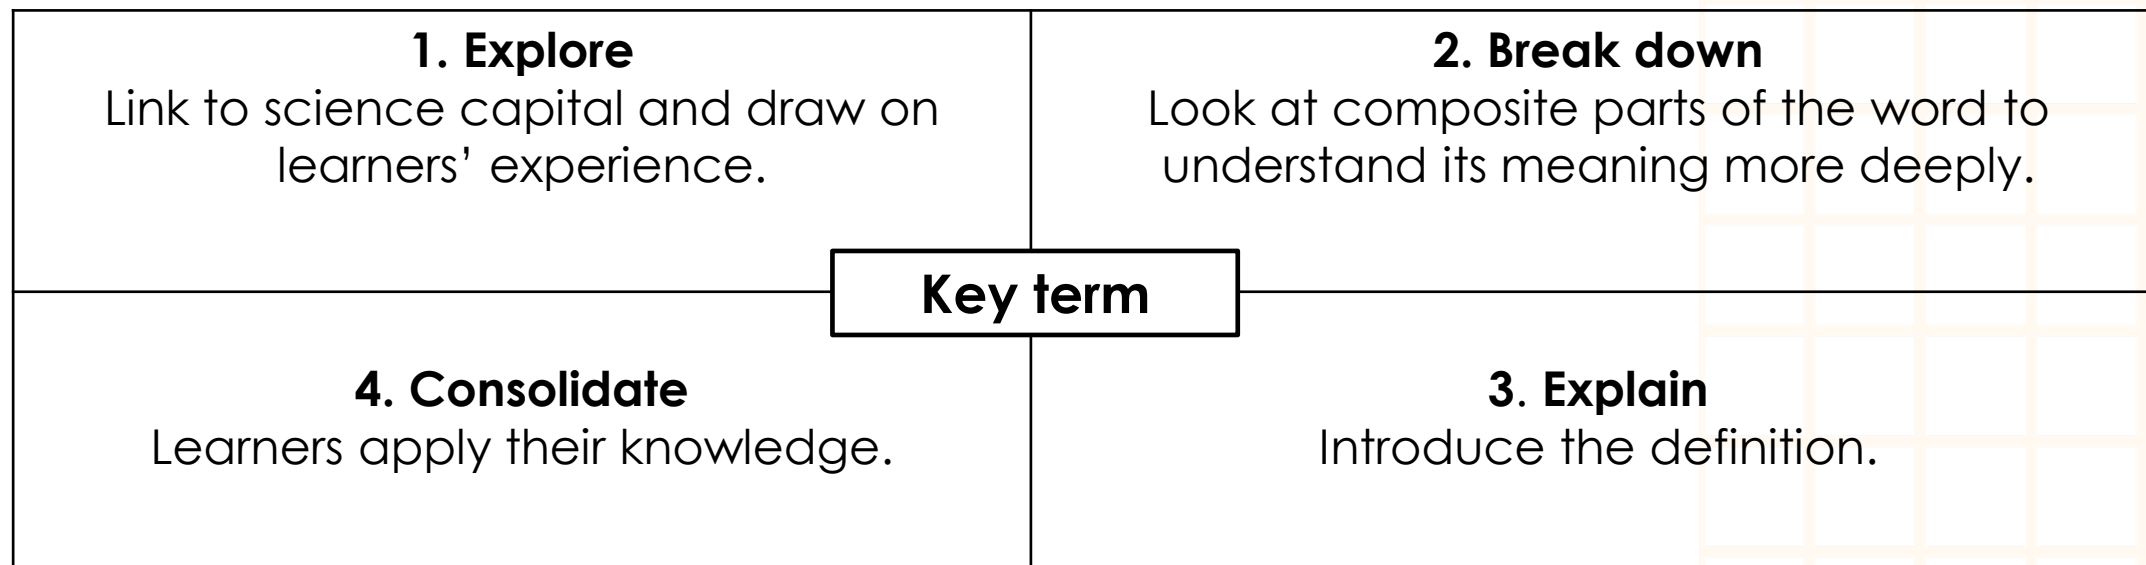 1. Explore
Link to science capital and draw on
learners’ experience.
2. Break down
Look at composite parts of the word to
understand its meaning more deeply.
Key term
4. Consolidate
Learners apply their knowledge.
3. Explain
Introduce the definition.